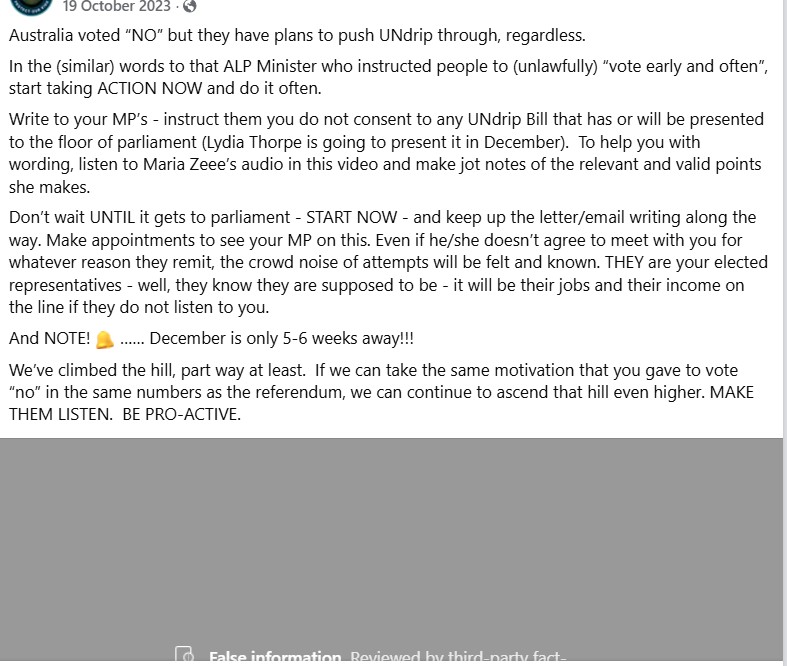 19 October 2023 ·
Australia voted “NO” but they have plans to push UNdrip through, regardless.
In the (similar) words to that ALP Minister who instructed people to (unlawfully) “vote early and often”,
start taking ACTION NOW and do it often.
Write to your MP’s - instruct them you do not consent to any UNdrip Bill that has or will be presented
to the floor of parliament (Lydia Thorpe is going to present it in December).  To help you with
wording, listen to Maria Zeee’s audio in this video and make jot notes of the relevant and valid points
she makes.
Don’t wait UNTIL it gets to parliament - START NOW - and keep up the letter/email writing along the
way. Make appointments to see your MP on this. Even if he/she doesn’t agree to meet with you for
whatever reason they remit, the crowd noise of attempts will be felt and known. THEY are your elected
representatives - well, they know they are supposed to be - it will be their jobs and their income on
the line if they do not listen to you.
And NOTE! 🔔 ...... December is only 5-6 weeks away!!!
We’ve climbed the hill, part way at least.  If we can take the same motivation that you gave to vote
“no” in the same numbers as the referendum, we can continue to ascend that hill even higher. MAKE
THEM LISTEN.  BE PRO-ACTIVE.
False information. Reviewed by third-party fact-